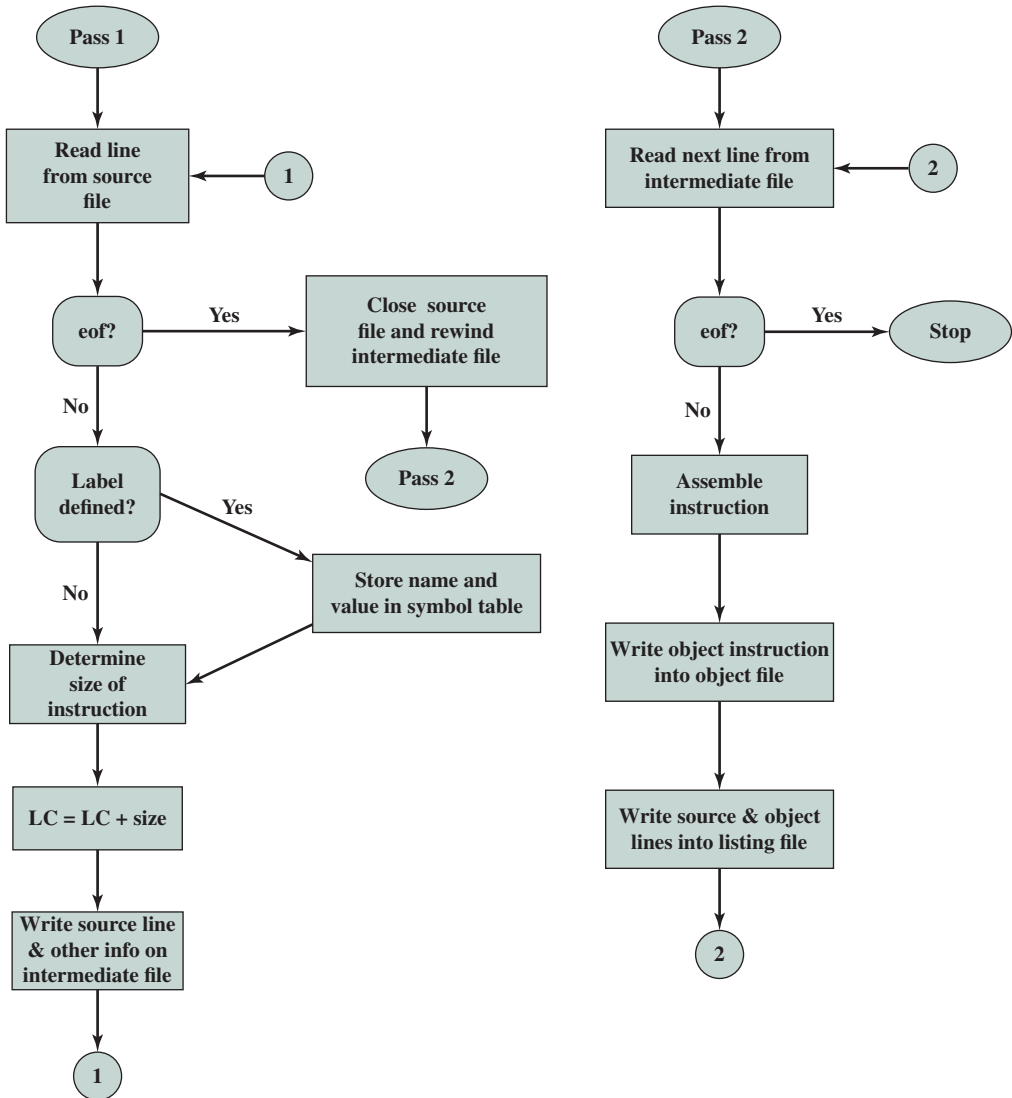 Pass 1
Read line
from source
file
1
eof?
Yes
Close source
file and rewind
intermediate file
No
Pass 2
Label
defined?
Yes
No
Store name and
value in symbol table
Determine
size of
instruction
LC = LC + size
Write source line
& other info on
intermediate file
1
Pass 2
Read next line from
intermediate file
2
eof?
Yes
Stop
No
Assemble
instruction
Write object instruction
into object file
Write source & object
lines into listing file
2